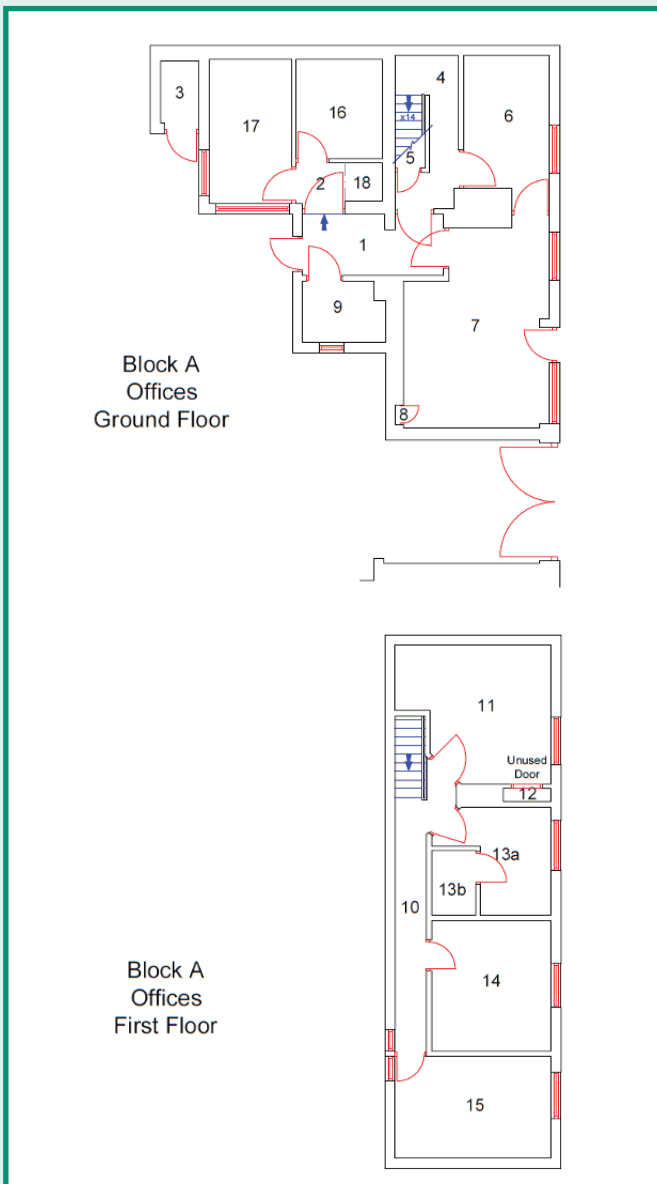 3
17
16
4
6
x14
5
2
18
1
9
7
8
Block A
Offices
Ground Floor
11
Unused
Door
12
13a
13b
10
14
15
Block A
Offices
First Floor